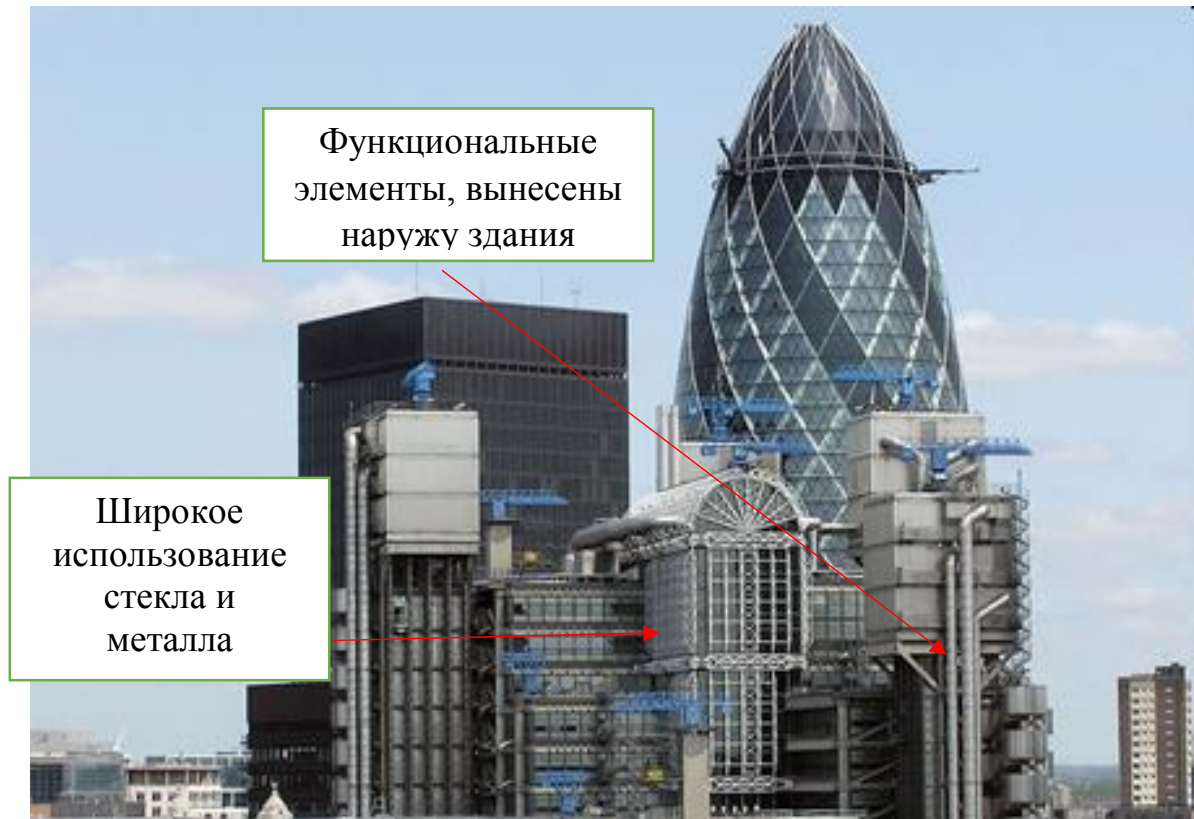 Функциональные
элементы, вынесены
наружу здания
Широкое
использование
стекла и
металла